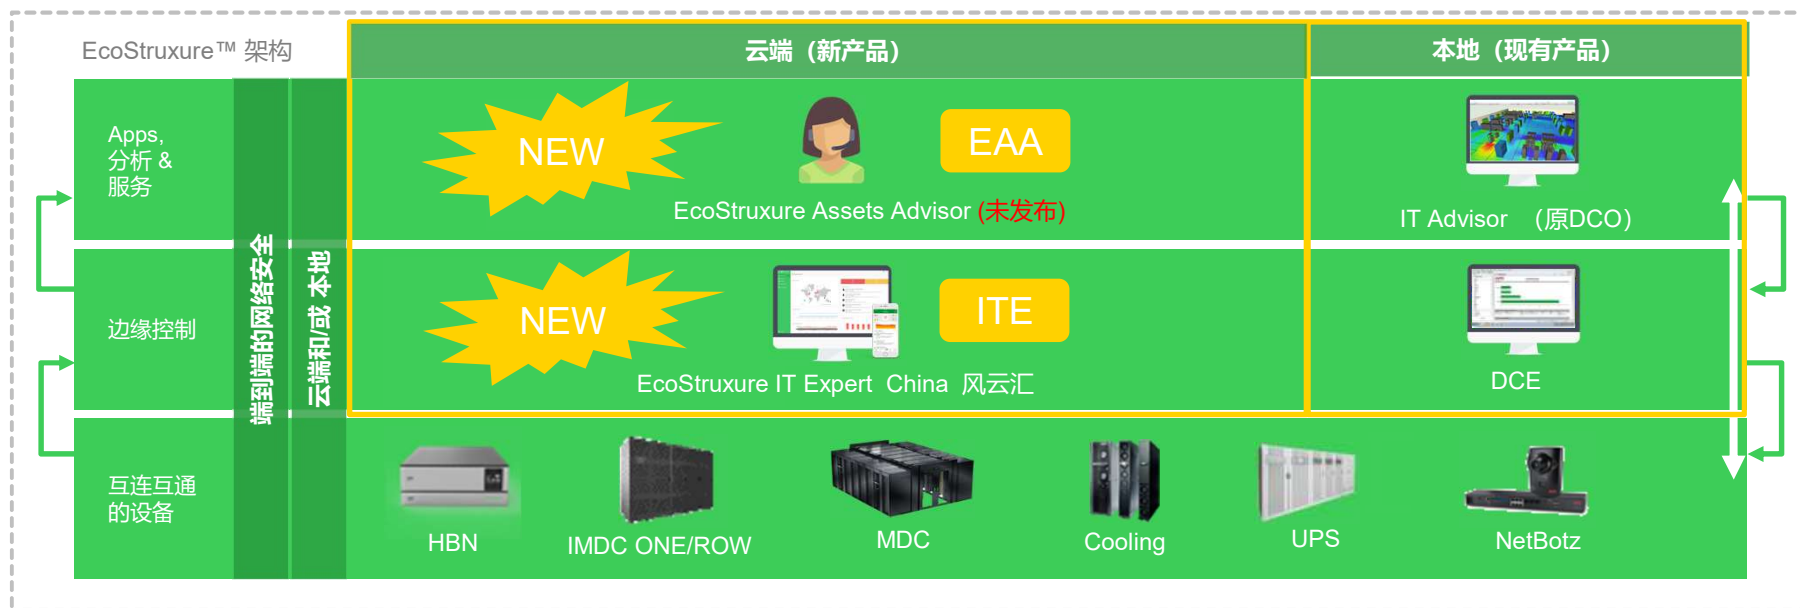 EcoStruxure™ 架构
云端（新产品）
本地（现有产品）
Apps,
分析 &
服务
NEW
EAA
EcoStruxure Assets Advisor (未发布)
IT Advisor （原DCO）
端到端的网络安全
云端和/或 本地
边缘控制
NEW
ITE
EcoStruxure IT Expert China 风云汇
DCE
互连互通
的设备
HBN
IMDC ONE/ROW
MDC
Cooling
UPS
NetBotz